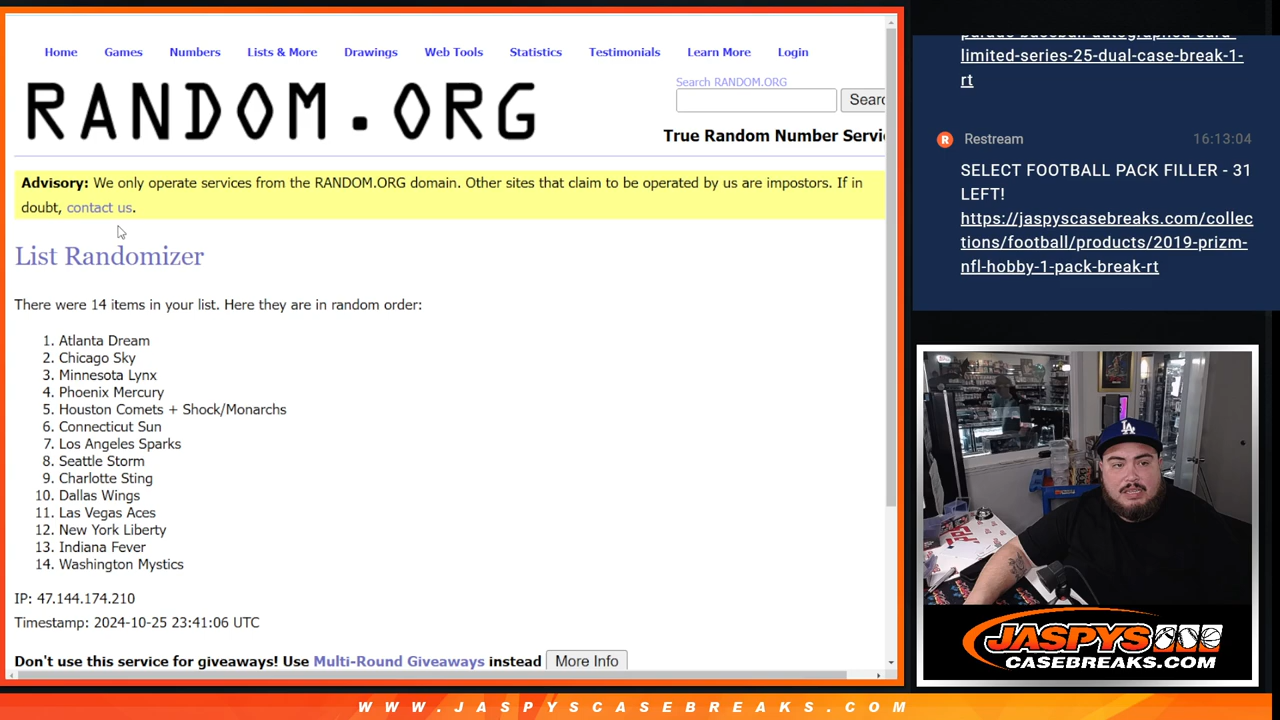 Home Games Numbers Lists & More Drawings Web Tools Statistics Testimonials Learn More Login
RANDOM.ORG
Search RANDOM.ORG
Searc
True Random Number Servi
Advisory: We only operate services from the RANDOM.ORG domain. Other sites that claim to be operated by us are impostors. If in
doubt, contact us.
List Randomizer
There were 14 items in your list. Here they are in random order:
1. Atlanta Dream
2. Chicago Sky
3. Minnesota Lynx
4. Phoenix Mercury
5. Houston Comets + Shock/Monarchs
6. Connecticut Sun
7. Los Angeles Sparks
8. Seattle Storm
9. Charlotte Sting
10. Dallas Wings
11. Las Vegas Aces
12. New York Liberty
13. Indiana Fever
14. Washington Mystics
IP: 47.144.174.210
Timestamp: 2024-10-25 23:41:06 UTC
Don't use this service for giveaways! Use Multi-Round Giveaways instead More Info
limited-series-25-dual-case-break-1-
rt
R Restream 16:13:04
SELECT FOOTBALL PACK FILLER - 31
LEFT!
https://jaspyscasebreaks.com/collec
tions/football/products/2019-prizm-
nfl-hobby-1-pack-break-rt
LA
JASPYS
CASEBREAKS.COM
WWW.JASPYSCASEBREAKS.COM